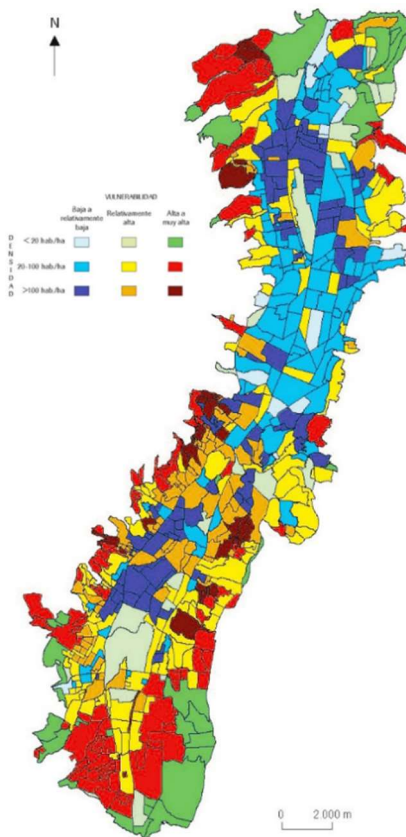 N
VULNERABILIDAD
Baja a relativamente baja
Relativamente alta
Alta a muy alta
DENSIDAD
< 20 hab./ha
20-100 hab./ha
>100 hab./ha
0 2.000 m